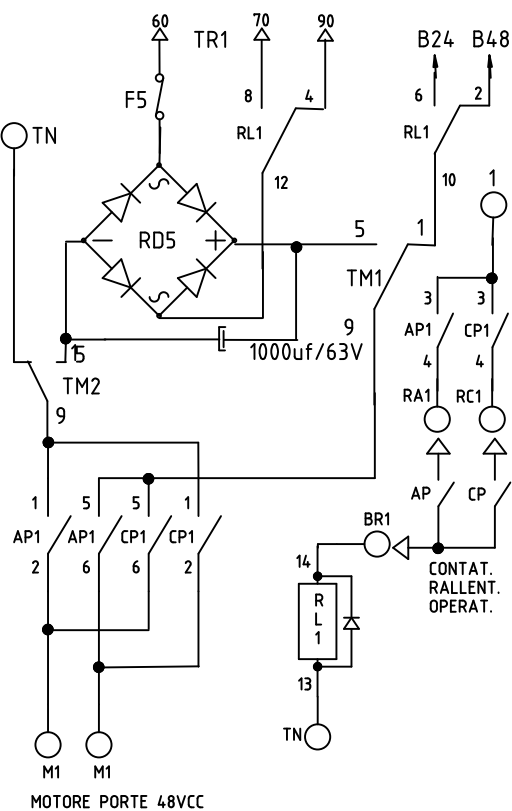 60 TR1 70 90
B24 B48
F5 8 4 6 2
RL1 RL1
TN
12 10 1
RD5 − + 5 1
TM1
3 3
9 AP1 CP1
1000uf/63V 4 4
15
TM2 RA1 RC1
9
1 5 5 1 AP CP
AP1 AP1 CP1 CP1 BR1
2 6 6 2 14 CONTAT.
RALLENT.
RL1 OPERAT.
13
TN
M1 M1
MOTORE PORTE 48VCC